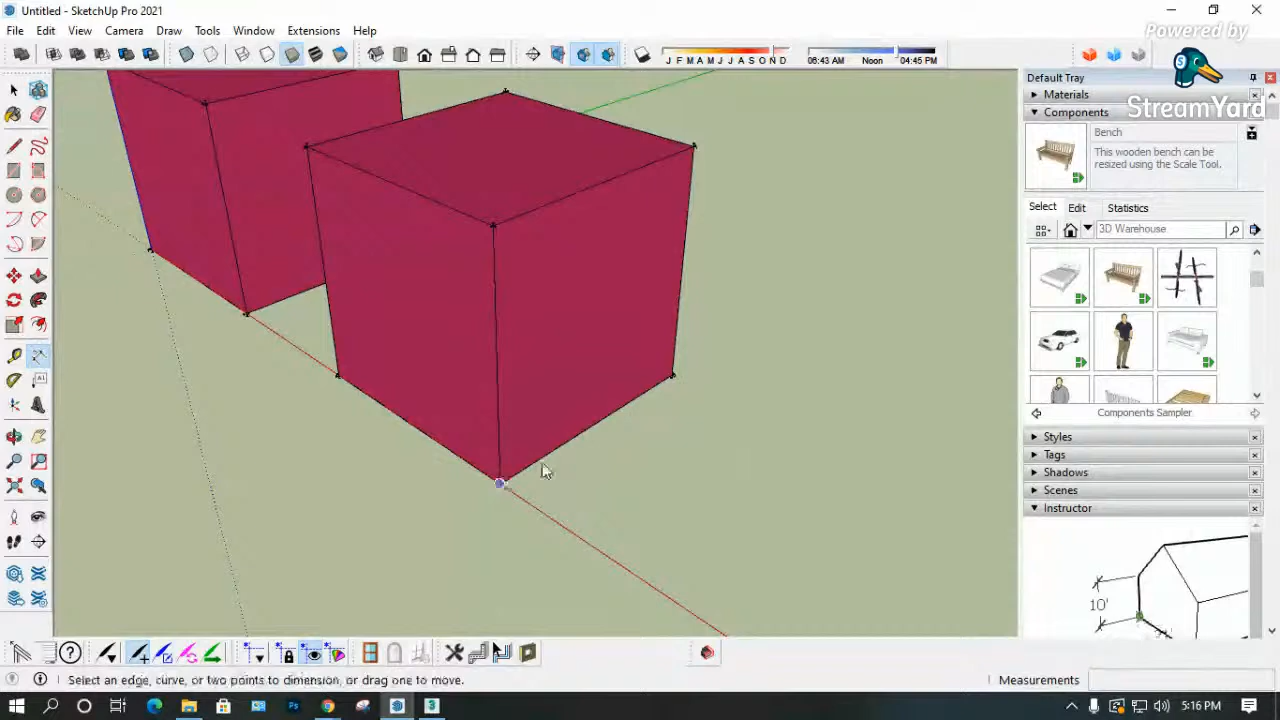 Untitled - SketchUp Pro 2021
Powered by
File Edit View Camera Draw Tools Window Extensions Help
J F M A M J J A S O N D 06:43 AM Noon 04:45 PM
StreamYard
Default Tray
Materials
Components
Bench
This wooden bench can be
resized using the Scale Tool.
Select Edit Statistics
3D Warehouse
Components Sampler
Styles
Tags
Shadows
Scenes
Instructor
10'
Select an edge, curve, or two points to dimension, or drag one to move.
Measurements
5:16 PM